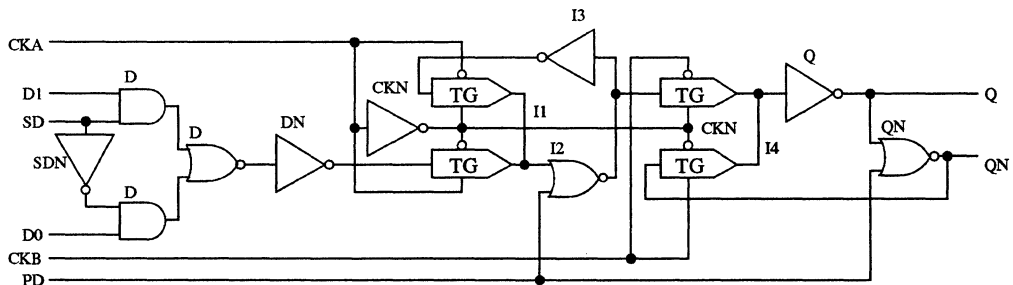 I3
CKA
D
CKN
Q
D1
TG
I1
TG
Q
SD
D
DN
CKN
QN
SDN
I2
I4
TG
TG
QN
D
D0
CKB
PD